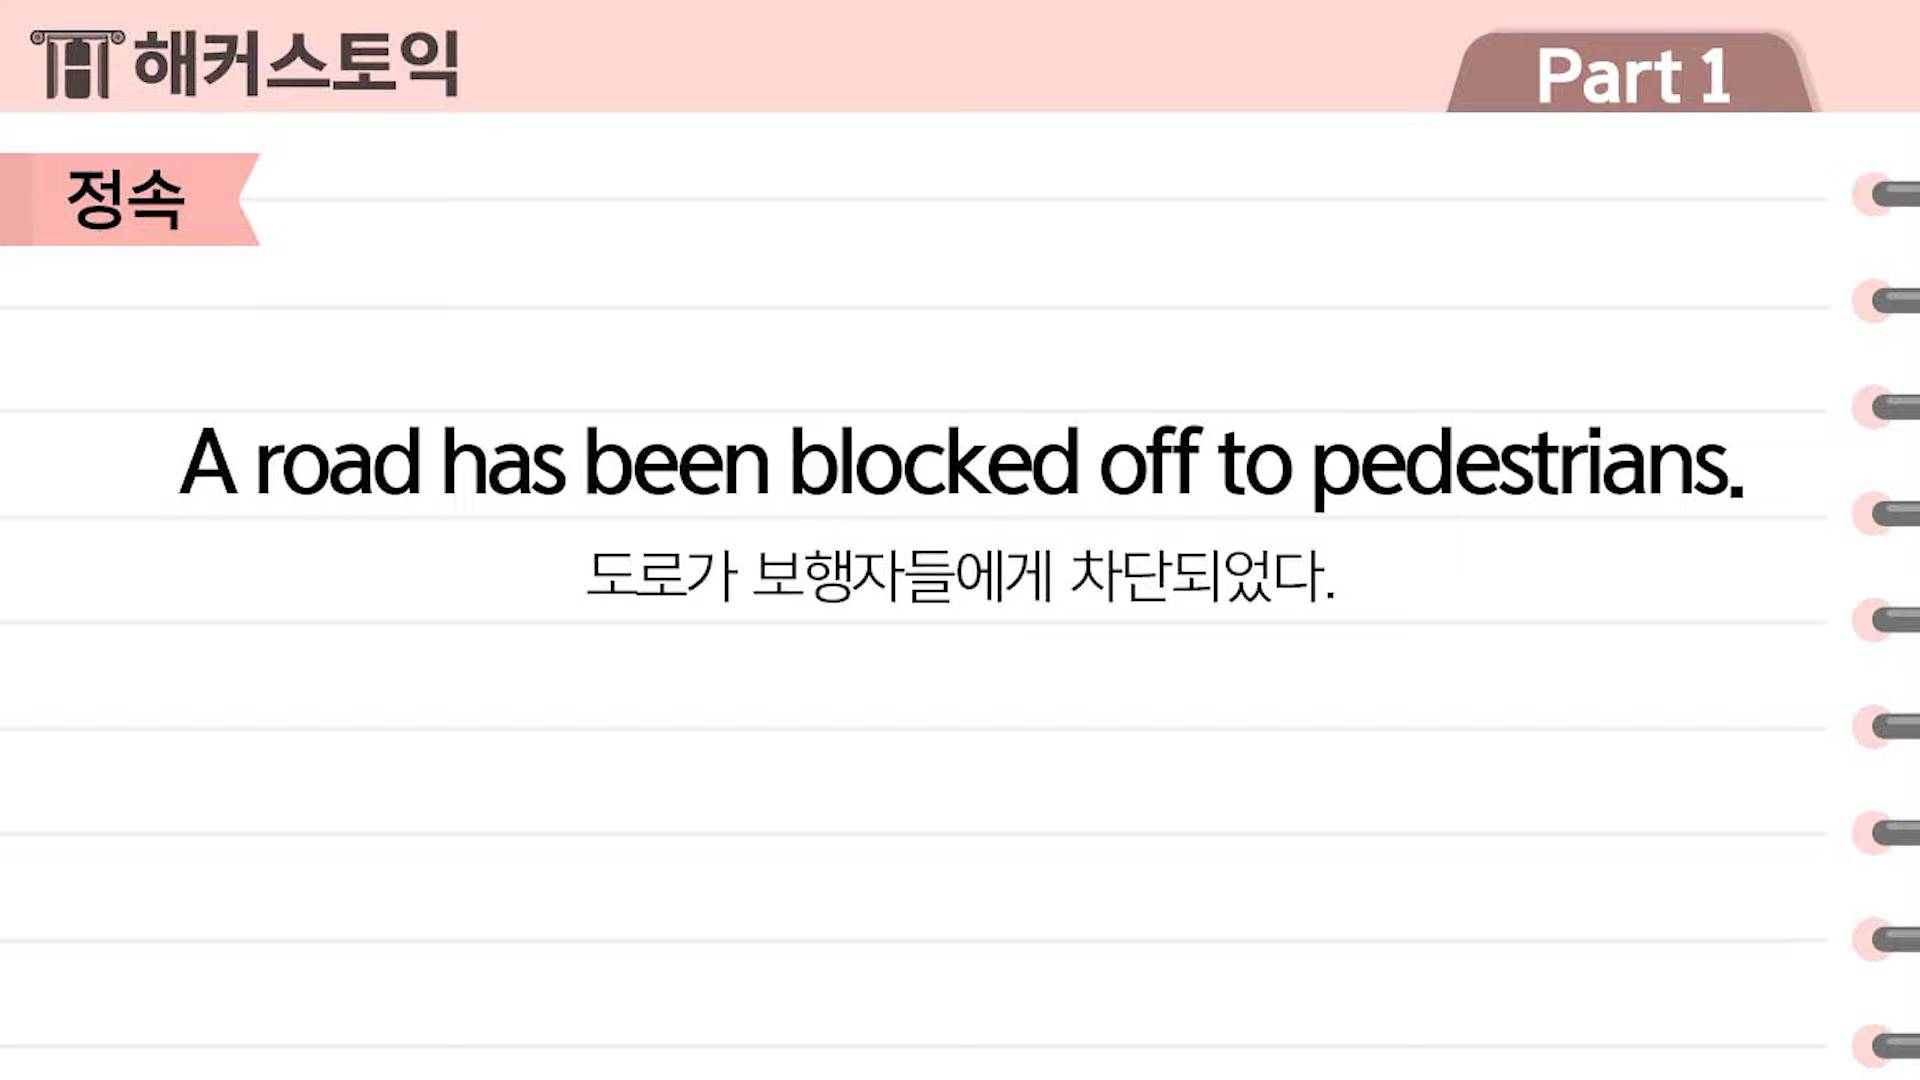 해커스토익
Part 1
정속
A road has been blocked off to pedestrians.
도로가 보행자들에게 차단되었다.